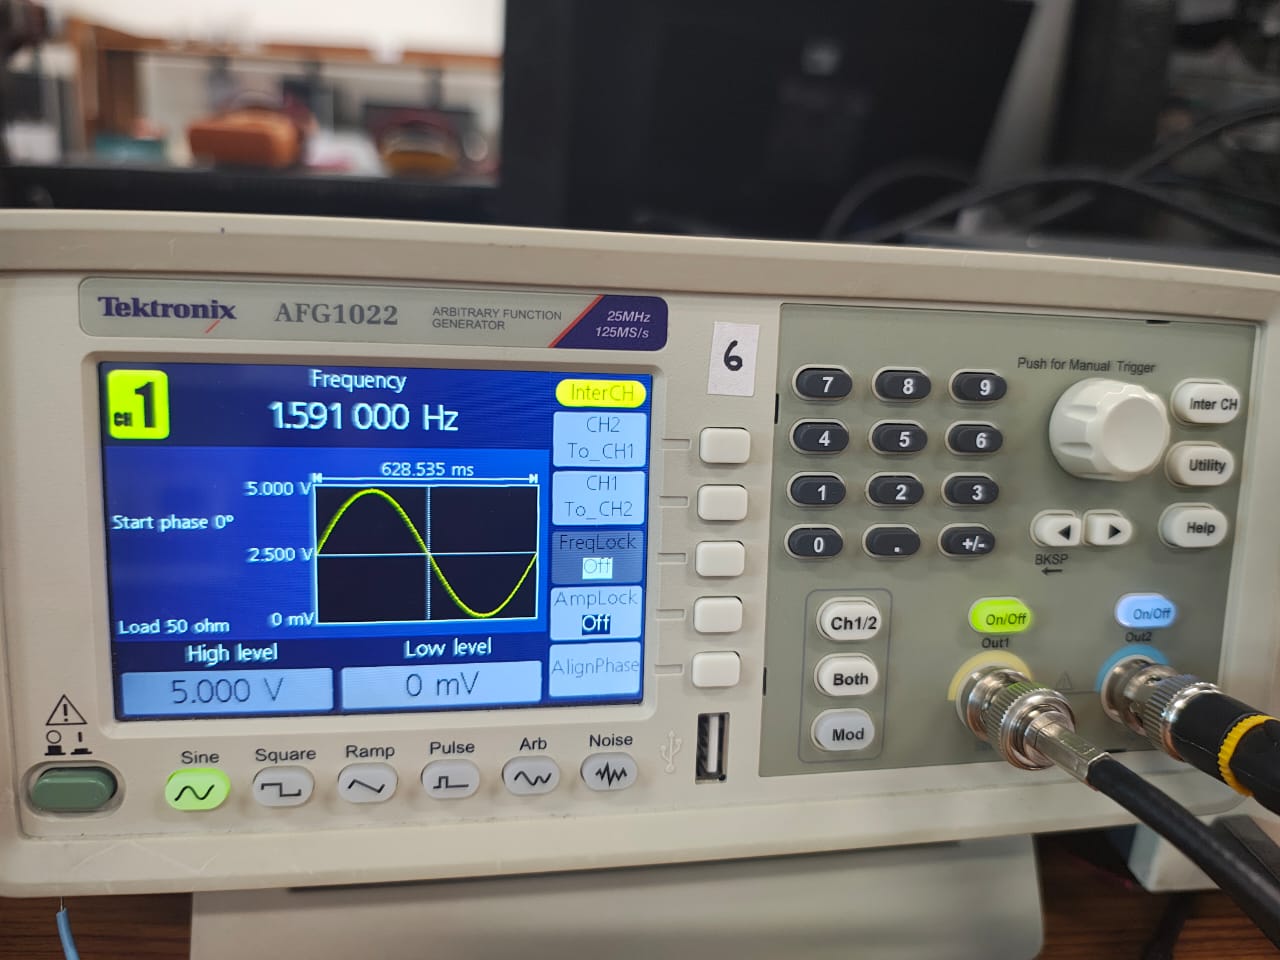 Tektronix AFG1022 ARBITRARY FUNCTION
GENERATOR
25MHz
125MS/s
6
CH 1
Frequency
1.591 000 Hz
628.535 ms
5.000 V
Start phase 0°
2.500 V
Load 50 ohm
0 mV
High level
Low level
5.000 V
0 mV
InterCH
CH2
To_CH1
CH1
To_CH2
FreqLock
Off
AmpLock
Off
AlignPhase
Sine
Square
Ramp
Pulse
Arb
Noise
7
8
9
4
5
6
1
2
3
0
.
+/-
Push for Manual Trigger
Inter CH
Utility
Help
BKSP
Ch1/2
Both
Mod
On/Off
Out1
On/Off
Out2